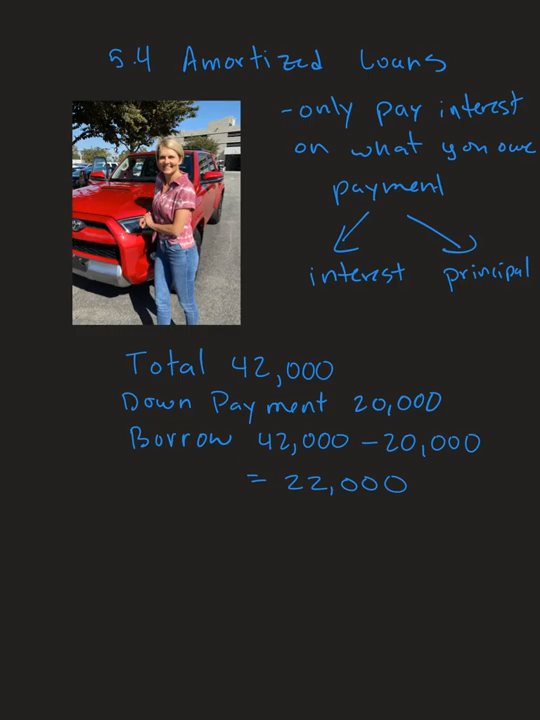 5.4 Amortized Loans
-only pay interest
on what you owe
payment
interest principal
Total 42,000
Down Payment 20,000
Borrow 42,000 - 20,000
= 22,000